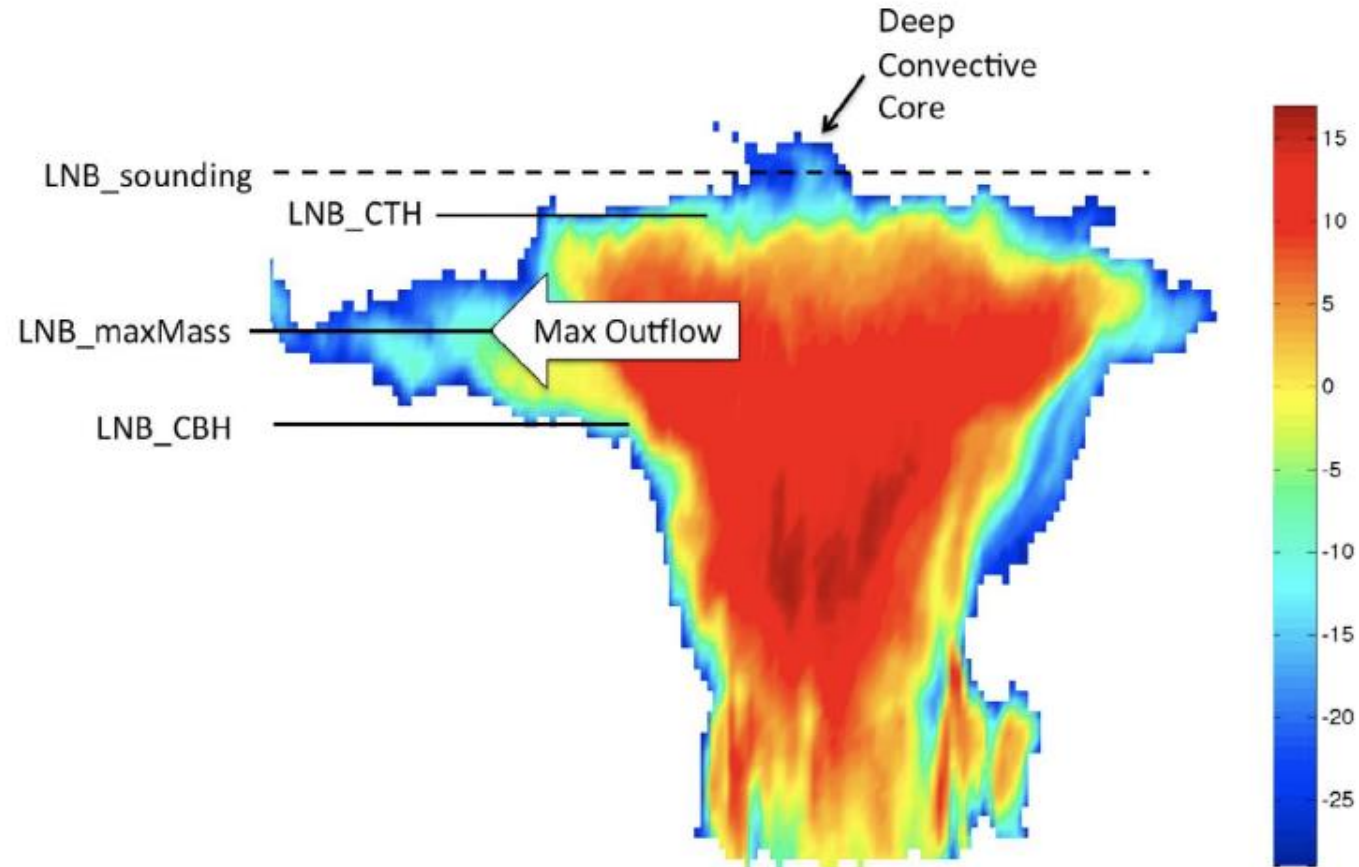 Deep
Convective
Core
LNB_sounding
LNB_CTH
LNB_maxMass
Max Outflow
LNB_CBH
15
10
5
0
-5
-10
-15
-20
-25